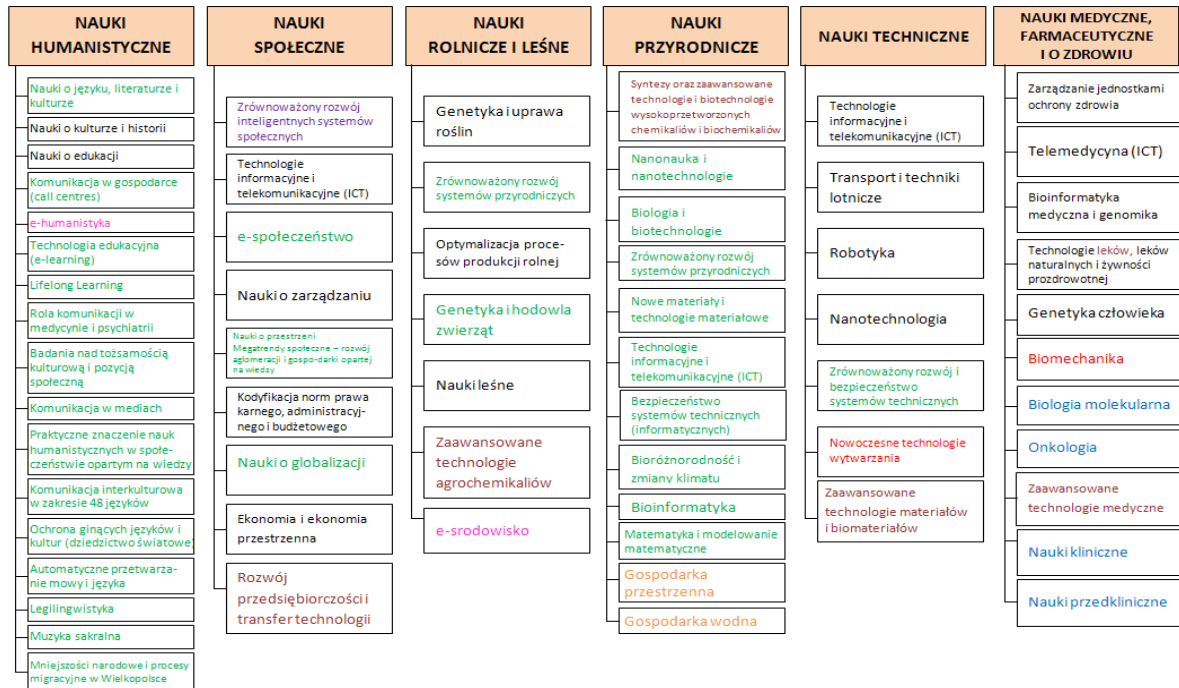 NAUKI
HUMANISTYCZNE
Nauki o języku, literaturze i
kulturze
Nauki o kulturze i historii
Nauki o edukacji
Komunikacja w gospodarce
(call centres)
e-humanistyka
Technologia edukacyjna
(e-learning)
Lifelong Learning
Rola komunikacji w
medycynie i psychiatrii
Badania nad tożsamością
kulturową i pozycją
społeczną
Komunikacja w mediach
Praktyczne znaczenie nauk
humanistycznych w społe-
czeństwie opartym na wiedzy
Komunikacja interkulturowa
w zakresie 48 języków
Ochrona ginących języków i
kultur (dziedzictwo światowe)
Automatyczne przetwarza-
nie mowy i języka
Legilingwistyka
Muzyka sakralna
Mniejszości narodowe i procesy
migracyjne w Wielkopolsce
NAUKI
SPOŁECZNE
Zrównoważony rozwój
inteligentnych systemów
społecznych
Technologie
informacyjne i
telekomunikacyjne (ICT)
e-społeczeństwo
Nauki o zarządzaniu
Nauki o przestrzeni
Megatrendy społeczne – rozwój
aglomeracji i gospo-darki opartej
na wiedzy
Kodyfikacja norm prawa
karnego, administracyj-
nego i budżetowego
Nauki o globalizacji
Ekonomia i ekonomia
przestrzenna
Rozwój
przedsiębiorczości i
transfer technologii
NAUKI
ROLNICZE I LEŚNE
Genetyka i uprawa
roślin
Zrównoważony rozwój
systemów przyrodniczych
Optymalizacja proce-
sów produkcji rolnej
Genetyka i hodowla
zwierząt
Nauki leśne
Zaawansowane
technologie
agrochemikaliów
e-srodowisko
NAUKI
PRZYRODNICZE
Syntezy oraz zaawansowane
technologie i biotechnologie
wysokoprzetworzonych
chemikaliów i biochemikaliów
Nanonauka i
nanotechnologie
Biologia i
biotechnologie
Zrównoważony rozwój
systemów przyrodniczych
Nowe materiały i
technologie materiałowe
Technologie
informacyjne i
telekomunikacyjne (ICT)
Bezpieczeństwo
systemów technicznych
(informatycznych)
Bioróżnorodność i
zmiany klimatu
Bioinformatyka
Matematyka i modelowanie
matematyczne
Gospodarka
przestrzenna
Gospodarka wodna
NAUKI TECHNICZNE
Technologie
informacyjne i
telekomunikacyjne (ICT)
Transport i techniki
lotnicze
Robotyka
Nanotechnologia
Zrównoważony rozwój i
bezpieczeństwo
systemów technicznych
Nowoczesne technologie
wytwarzania
Zaawansowane
technologie materiałów
i biomateriałów
NAUKI MEDYCZNE,
FARMACEUTYCZNE
I O ZDROWIU
Zarządzanie jednostkami
ochrony zdrowia
Telemedycyna (ICT)
Bioinformatyka
medyczna i genomika
Technologie leków, leków
naturalnych i żywności
prozdrowotnej
Genetyka człowieka
Biomechanika
Biologia molekularna
Onkologia
Zaawansowane
technologie medyczne
Nauki kliniczne
Nauki przedkliniczne